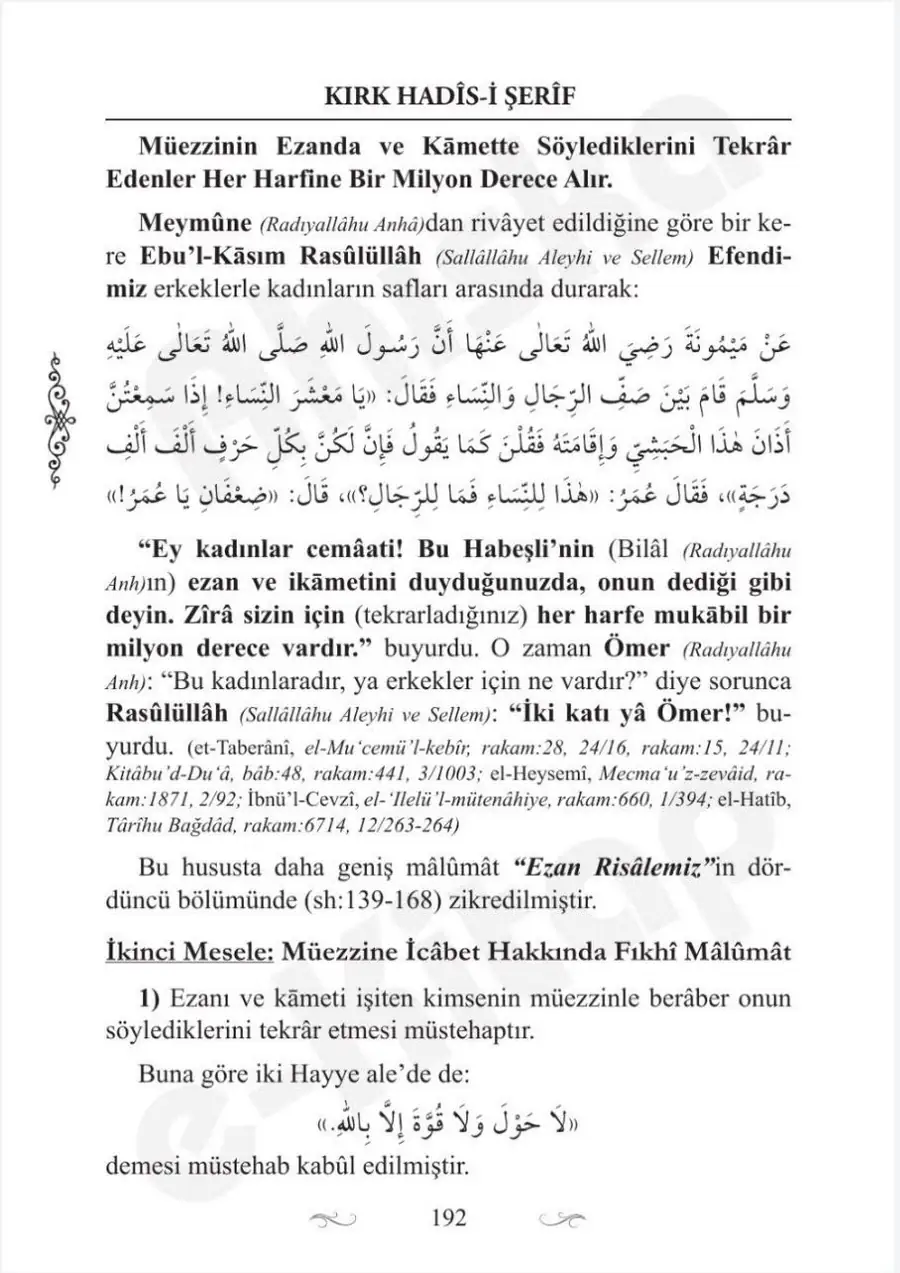 KIRK HADÎS-İ ŞERÎF
Müezzinin Ezanda ve Kāmette Söylediklerini Tekrâr
Edenler Her Harfine Bir Milyon Derece Alır.
Meymûne (Radıyallâhu Anhâ)dan rivâyet edildiğine göre bir ke-
re Ebu’l-Kāsım Rasûlüllâh (Sallâllâhu Aleyhi ve Sellem) Efendi-
miz erkeklerle kadınların safları arasında durarak:
عَنْ مَيْمُونَةَ رَضِيَ اللهُ تَعَالٰى عَنْهَا أَنَّ رَسُولَ اللهِ صَلَّى اللهُ تَعَالٰى عَلَيْهِ
وَسَلَّمَ قَامَ بَيْنَ صَفِّ الرِّجَالِ وَالنِّسَاءِ فَقَالَ: «يَا مَعْشَرَ النِّسَاءِ! إِذَا سَمِعْتُنَّ
أَذَانَ هٰذَا الْحَبَشِيِّ وَإِقَامَتَهُ فَقُلْنَ كَمَا يَقُولُ فَإِنَّ لَكُنَّ بِكُلِّ حَرْفٍ أَلْفَ أَلْفِ
دَرَجَةٍ»، فَقَالَ عُمَرُ: «هٰذَا لِلنِّسَاءِ فَمَا لِلرِّجَالِ؟»، قَالَ: «ضِعْفَانِ يَا عُمَرُ!»
“Ey kadınlar cemâati! Bu Habeşli’nin (Bilâl (Radıyallâhu
Anh)ın) ezan ve ikāmetini duyduğunuzda, onun dediği gibi
deyin. Zîrâ sizin için (tekrarladığınız) her harfe mukābil bir
milyon derece vardır.” buyurdu. O zaman Ömer (Radıyallâhu
Anh): “Bu kadınlaradır, ya erkekler için ne vardır?” diye sorunca
Rasûlüllâh (Sallâllâhu Aleyhi ve Sellem): “İki katı yâ Ömer!” bu-
yurdu. (et-Taberânî, el-Mu‘cemü’l-kebîr, rakam:28, 24/16, rakam:15, 24/11;
Kitâbu’d-Du‘â, bâb:48, rakam:441, 3/1003; el-Heysemî, Mecma‘u’z-zevâid, ra-
kam:1871, 2/92; İbnü’l-Cevzî, el-‘Ilelü’l-mütenâhiye, rakam:660, 1/394; el-Hatîb,
Târîhu Bağdâd, rakam:6714, 12/263-264)
Bu hususta daha geniş mâlûmât “Ezan Risâlemiz”in dör-
düncü bölümünde (sh:139-168) zikredilmiştir.
İkinci Mesele: Müezzine İcâbet Hakkında Fıkhî Mâlûmât
1) Ezanı ve kāmeti işiten kimsenin müezzinle berâber onun
söylediklerini tekrâr etmesi müstehaptır.
Buna göre iki Hayye ale’de de:
«لَا حَوْلَ وَلَا قُوَّةَ إِلَّا بِاللهِ.»
demesi müstehab kabûl edilmiştir.
192